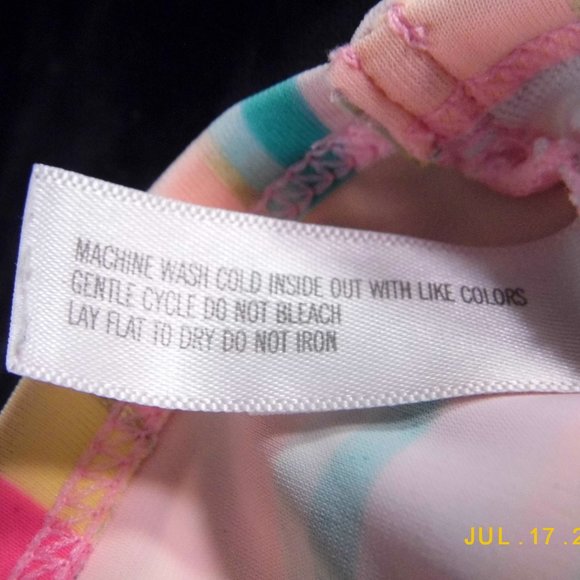 MACHINE WASH COLD INSIDE OUT WITH LIKE COLORS
GENTLE CYCLE DO NOT BLEACH
LAY FLAT TO DRY DO NOT IRON
JUL.17.2